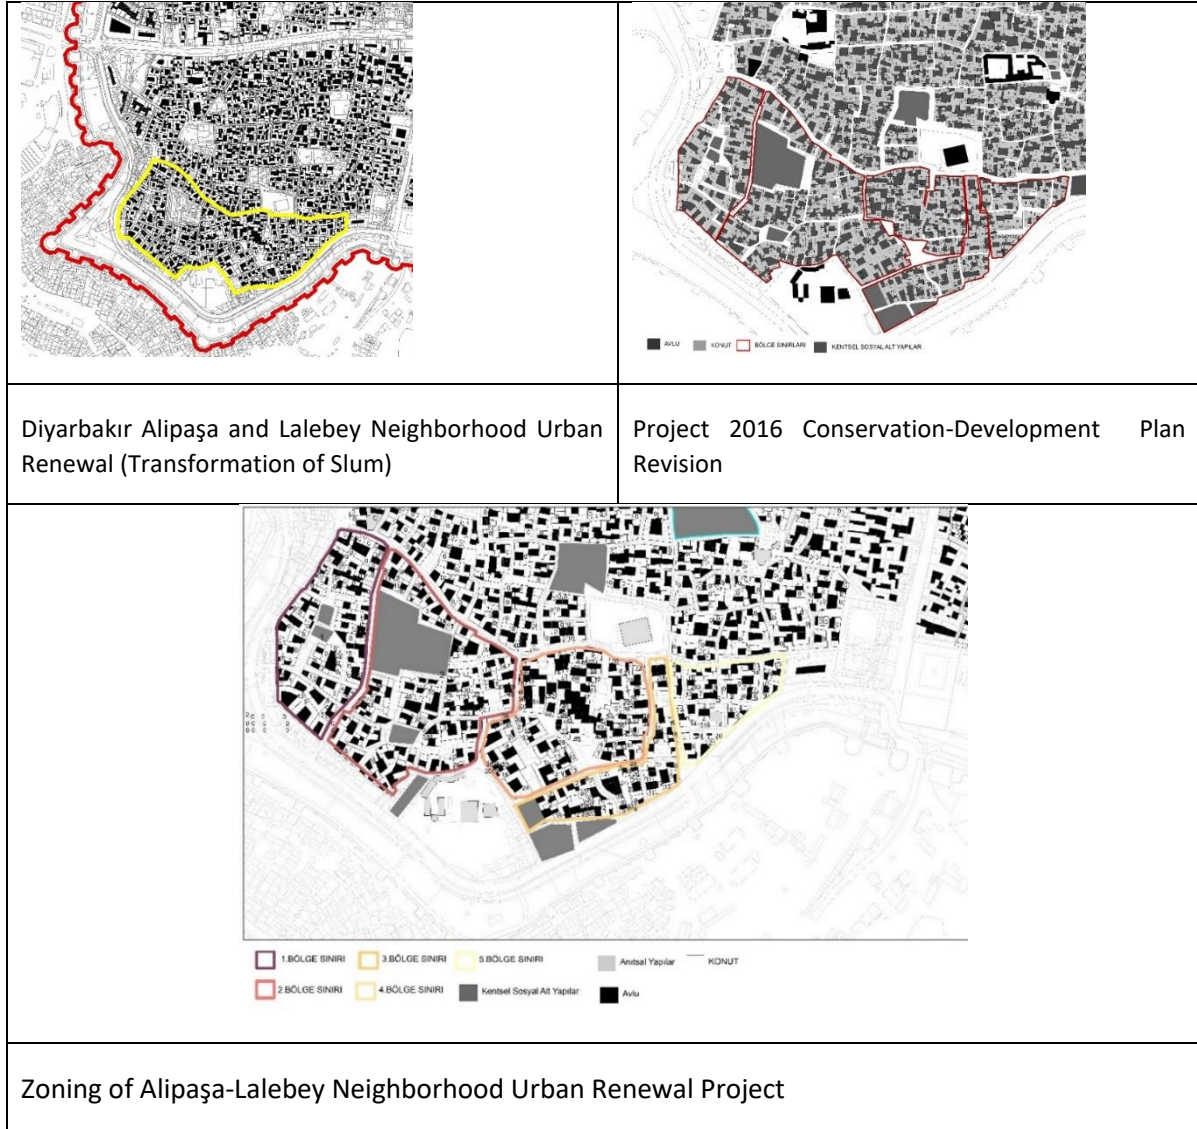 AVLU KONUT BÖLGE SINIRLARI KENTSEL SOSYAL ALT YAPILAR
Diyarbakır Alipaşa and Lalebey Neighborhood Urban
Renewal (Transformation of Slum)
Project 2016 Conservation-Development Plan
Revision
1.BÖLGE SINIRI 3.BÖLGE SINIRI 5.BÖLGE SINIRI Anıtsal Yapılar KONUT
2.BÖLGE SINIRI 4.BÖLGE SINIRI Kentsel Sosyal Alt Yapılar Avlu
Zoning of Alipaşa-Lalebey Neighborhood Urban Renewal Project